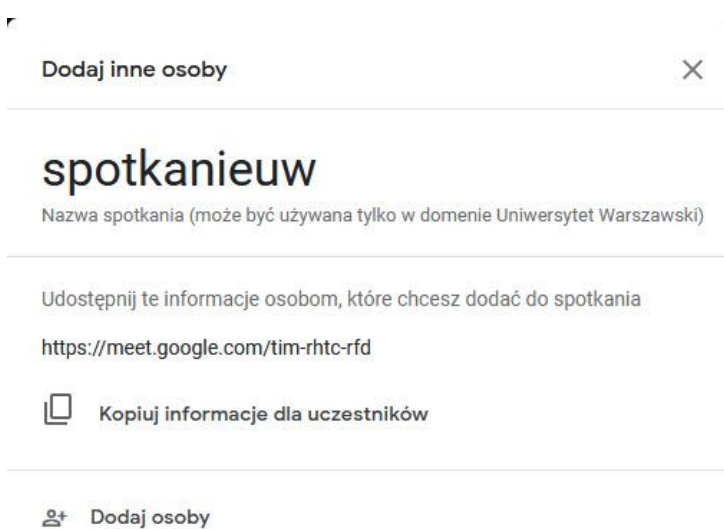 Dodaj inne osoby
spotkanieuw
Nazwa spotkania (może być używana tylko w domenie Uniwersytet Warszawski)
Udostępnij te informacje osobom, które chcesz dodać do spotkania
https://meet.google.com/tim-rhtc-rfd
Kopiuj informacje dla uczestników
Dodaj osoby